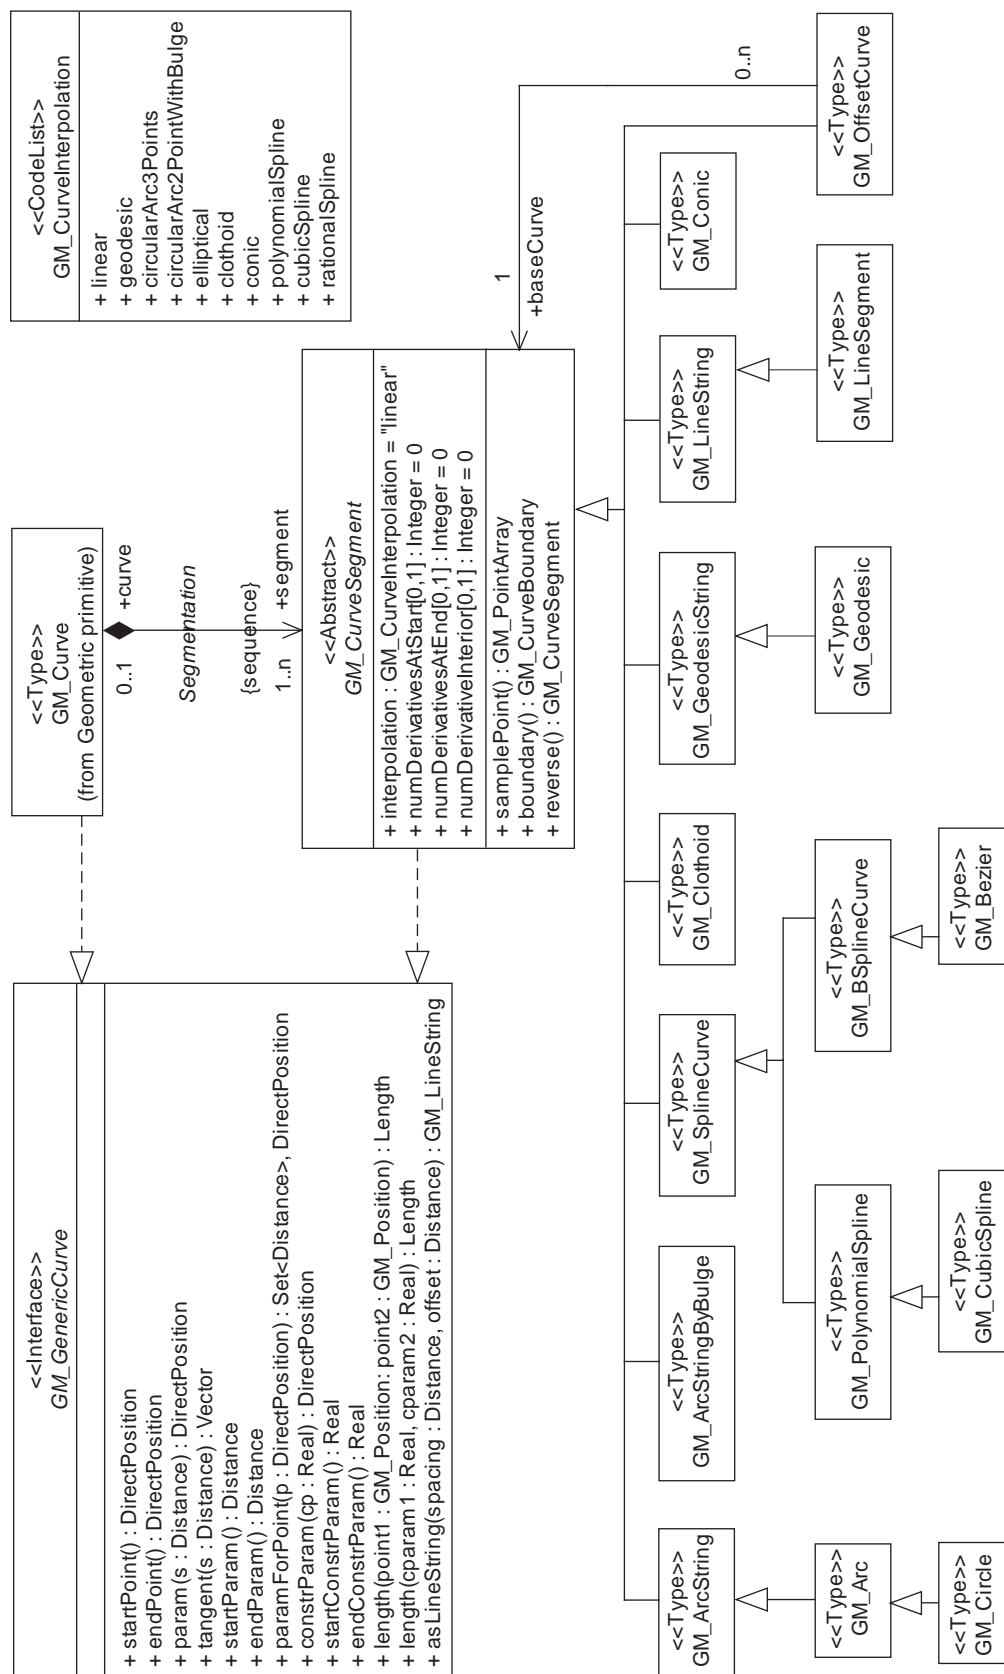 <<Interface>>
GM_GenericCurve
+ startPoint() : DirectPosition
+ endPoint() : DirectPosition
+ param(s : Distance) : DirectPosition
+ tangent(s : Distance) : Vector
+ startParam() : Distance
+ endParam() : Distance
+ paramForPoint(p : DirectPosition) : Set<Distance>, DirectPosition
+ constrParam(cp : Real) : DirectPosition
+ startConstrParam() : Real
+ endConstrParam() : Real
+ length(point1 : GM_Position: point2 : GM_Position) : Length
+ length(cparam1 : Real, cparam2 : Real) : Length
+ asLineString(spacing : Distance, offset : Distance) : GM_LineString
<<Type>>
GM_Curve
(from Geometric primitive)
0..1
+curve
Segmentation
{sequence}
1..n
+segment
<<CodeList>>
GM_CurveInterpolation
+ linear
+ geodesic
+ circularArc3Points
+ circularArc2PointWithBulge
+ elliptical
+ clothoid
+ conic
+ polynomialSpline
+ cubicSpline
+ rationalSpline
<<Abstract>>
GM_CurveSegment
+ interpolation : GM_CurveInterpolation = "linear"
+ numDerivativesAtStart[0,1] : Integer = 0
+ numDerivativesAtEnd[0,1] : Integer = 0
+ numDerivativeInterior[0,1] : Integer = 0
+ samplePoint() : GM_PointArray
+ boundary() : GM_CurveBoundary
+ reverse() : GM_CurveSegment
1
+baseCurve
0..n
<<Type>>
GM_ArcString
<<Type>>
GM_ArcStringByBulge
<<Type>>
GM_SplineCurve
<<Type>>
GM_Clothoid
<<Type>>
GM_GeodesicString
<<Type>>
GM_LineString
<<Type>>
GM_Conic
<<Type>>
GM_Arc
<<Type>>
GM_PolynomialSpline
<<Type>>
GM_BSplineCurve
<<Type>>
GM_Geodesic
<<Type>>
GM_LineSegment
<<Type>>
GM_OffsetCurve
<<Type>>
GM_Circle
<<Type>>
GM_CubicSpline
<<Type>>
GM_Bezier